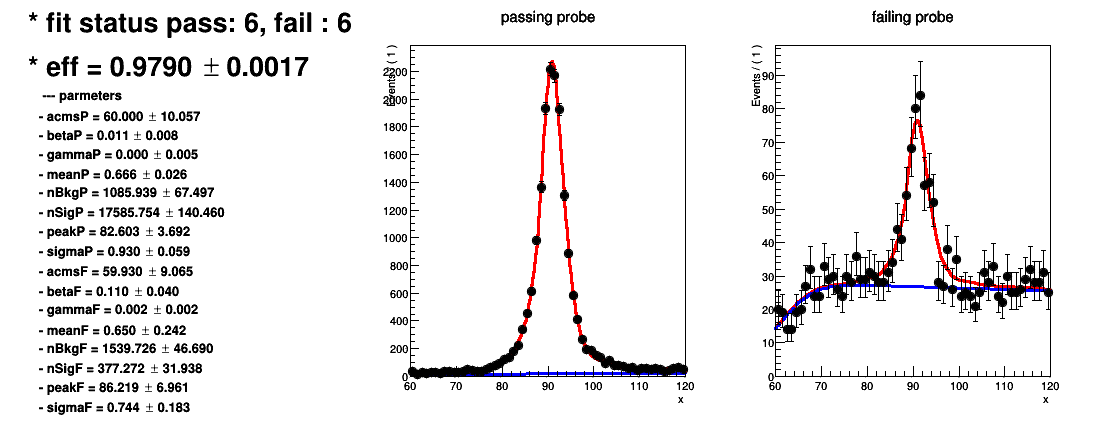 * fit status pass: 6, fail : 6
* eff = 0.9790 ± 0.0017
--- parmeters
- acmsP = 60.000 ± 10.057
- betaP = 0.011 ± 0.008
- gammaP = 0.000 ± 0.005
- meanP = 0.666 ± 0.026
- nBkgP = 1085.939 ± 67.497
- nSigP = 17585.754 ± 140.460
- peakP = 82.603 ± 3.692
- sigmaP = 0.930 ± 0.059
- acmsF = 59.930 ± 9.065
- betaF = 0.110 ± 0.040
- gammaF = 0.002 ± 0.002
- meanF = 0.650 ± 0.242
- nBkgF = 1539.726 ± 46.690
- nSigF = 377.272 ± 31.938
- peakF = 86.219 ± 6.961
- sigmaF = 0.744 ± 0.183
passing probe
Events / ( 1 )
2200
2000
1800
1600
1400
1200
1000
800
600
400
200
0
60 70 80 90 100 110 120
x
failing probe
Events / ( 1 )
90
80
70
60
50
40
30
20
10
0
60 70 80 90 100 110 120
x